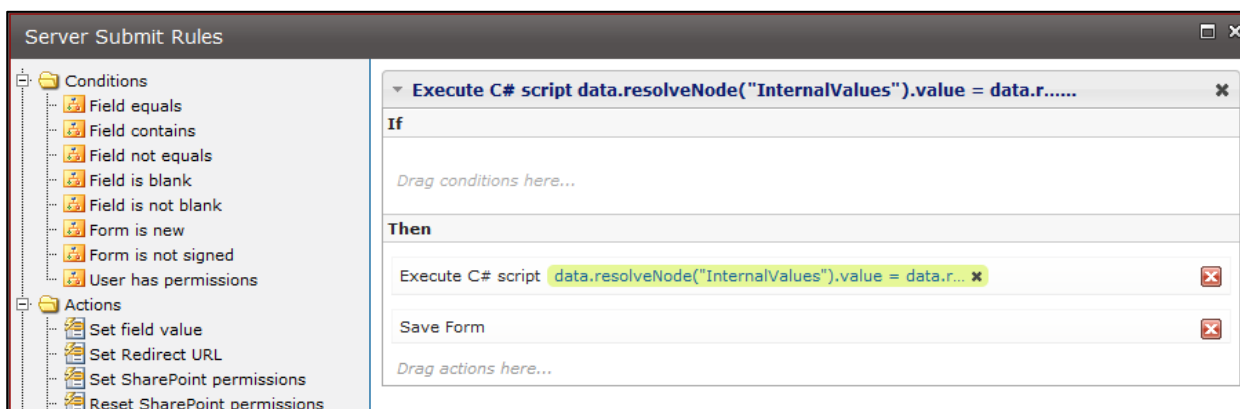 Server Submit Rules
Conditions
Field equals
Field contains
Field not equals
Field is blank
Field is not blank
Form is new
Form is not signed
User has permissions
Actions
Set field value
Set Redirect URL
Set SharePoint permissions
Reset SharePoint permissions
Execute C# script data.resolveNode("InternalValues").value = data.r......
If
Drag conditions here...
Then
Execute C# script data.resolveNode("InternalValues").value = data.r...
Save Form
Drag actions here...